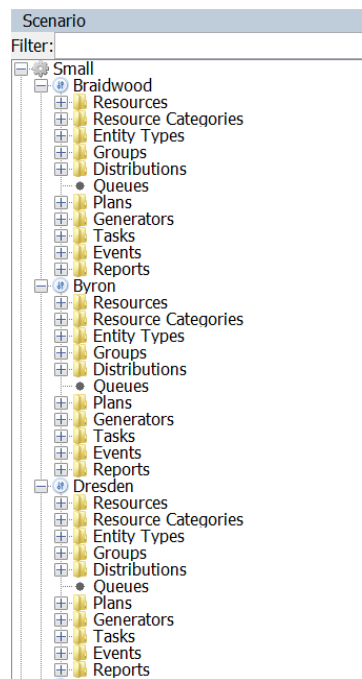 Scenario
Filter:
Small
Braidwood
Resources
Resource Categories
Entity Types
Groups
Distributions
Queues
Plans
Generators
Tasks
Events
Reports
Byron
Resources
Resource Categories
Entity Types
Groups
Distributions
Queues
Plans
Generators
Tasks
Events
Reports
Dresden
Resources
Resource Categories
Entity Types
Groups
Distributions
Queues
Plans
Generators
Tasks
Events
Reports